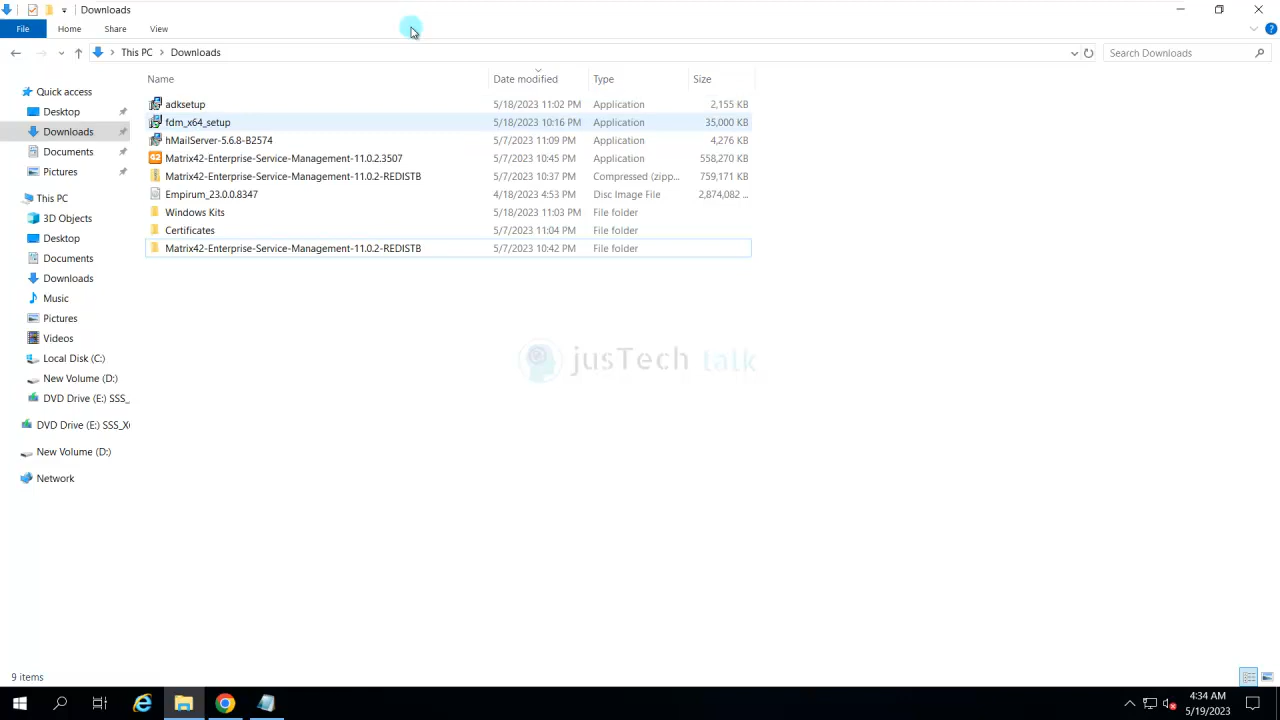 Downloads
File Home Share View
This PC Downloads Search Downloads
Name Date modified Type Size
adksetup 5/18/2023 11:02 PM Application 2,155 KB
fdm_x64_setup 5/18/2023 10:16 PM Application 35,000 KB
hMailServer-5.6.8-B2574 5/7/2023 11:09 PM Application 4,276 KB
Matrix42-Enterprise-Service-Management-11.0.2.3507 5/7/2023 10:45 PM Application 558,270 KB
Matrix42-Enterprise-Service-Management-11.0.2-REDISTB 5/7/2023 10:37 PM Compressed (zipp... 759,171 KB
Empirum_23.0.0.8347 4/18/2023 4:53 PM Disc Image File 2,874,082 ...
Windows Kits 5/18/2023 11:03 PM File folder
Certificates 5/7/2023 11:04 PM File folder
Matrix42-Enterprise-Service-Management-11.0.2-REDISTB 5/7/2023 10:42 PM File folder
Quick access
Desktop
Downloads
Documents
Pictures
This PC
3D Objects
Desktop
Documents
Downloads
Music
Pictures
Videos
Local Disk (C:)
New Volume (D:)
DVD Drive (E:) SSS_
DVD Drive (E:) SSS_X
New Volume (D:)
Network
jusTech talk
9 items
4:34 AM
5/19/2023